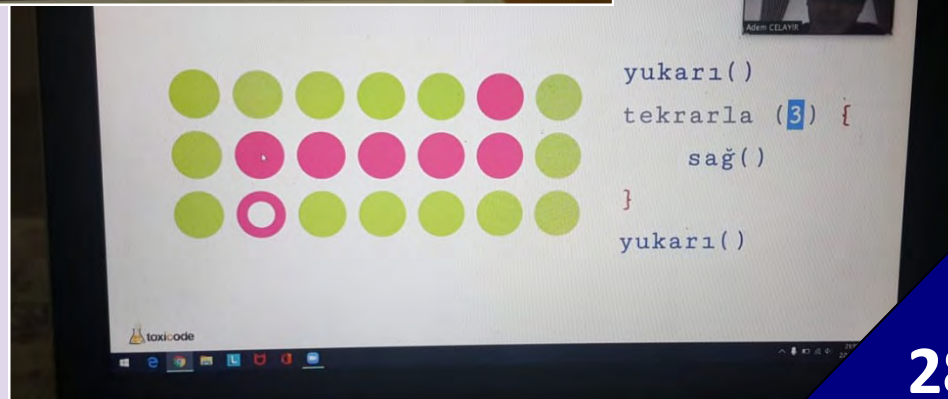 Adem CELAYIR
yukarı()
tekrarla (3) {
sağ()
}
yukarı()
toxicode
28